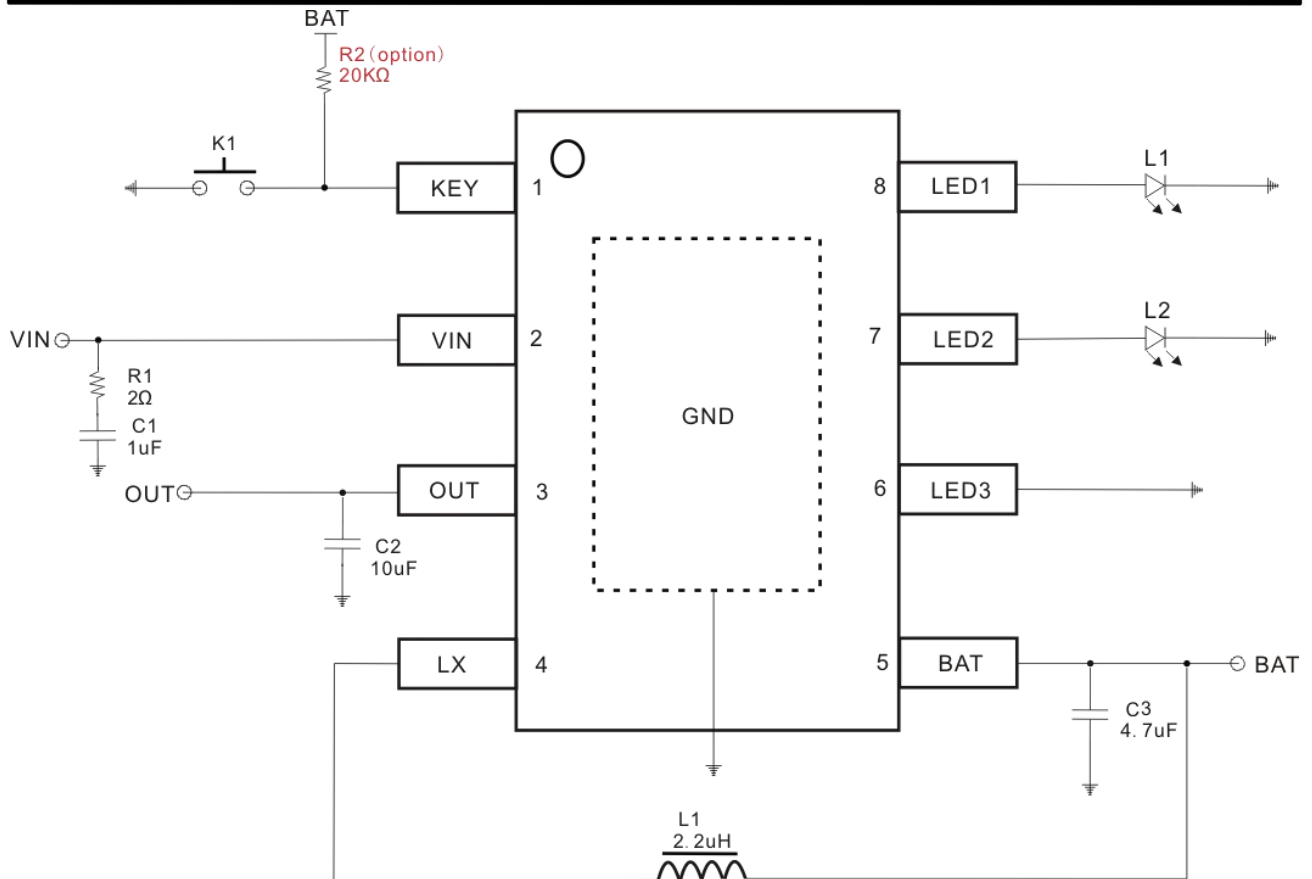 BAT
R2(option)
20KΩ
K1
KEY
1
8
LED1
L1
VIN
VIN
2
7
LED2
L2
R1
2Ω
C1
1uF
GND
OUT
OUT
3
6
LED3
C2
10uF
LX
4
5
BAT
BAT
C3
4.7uF
L1
2.2uH